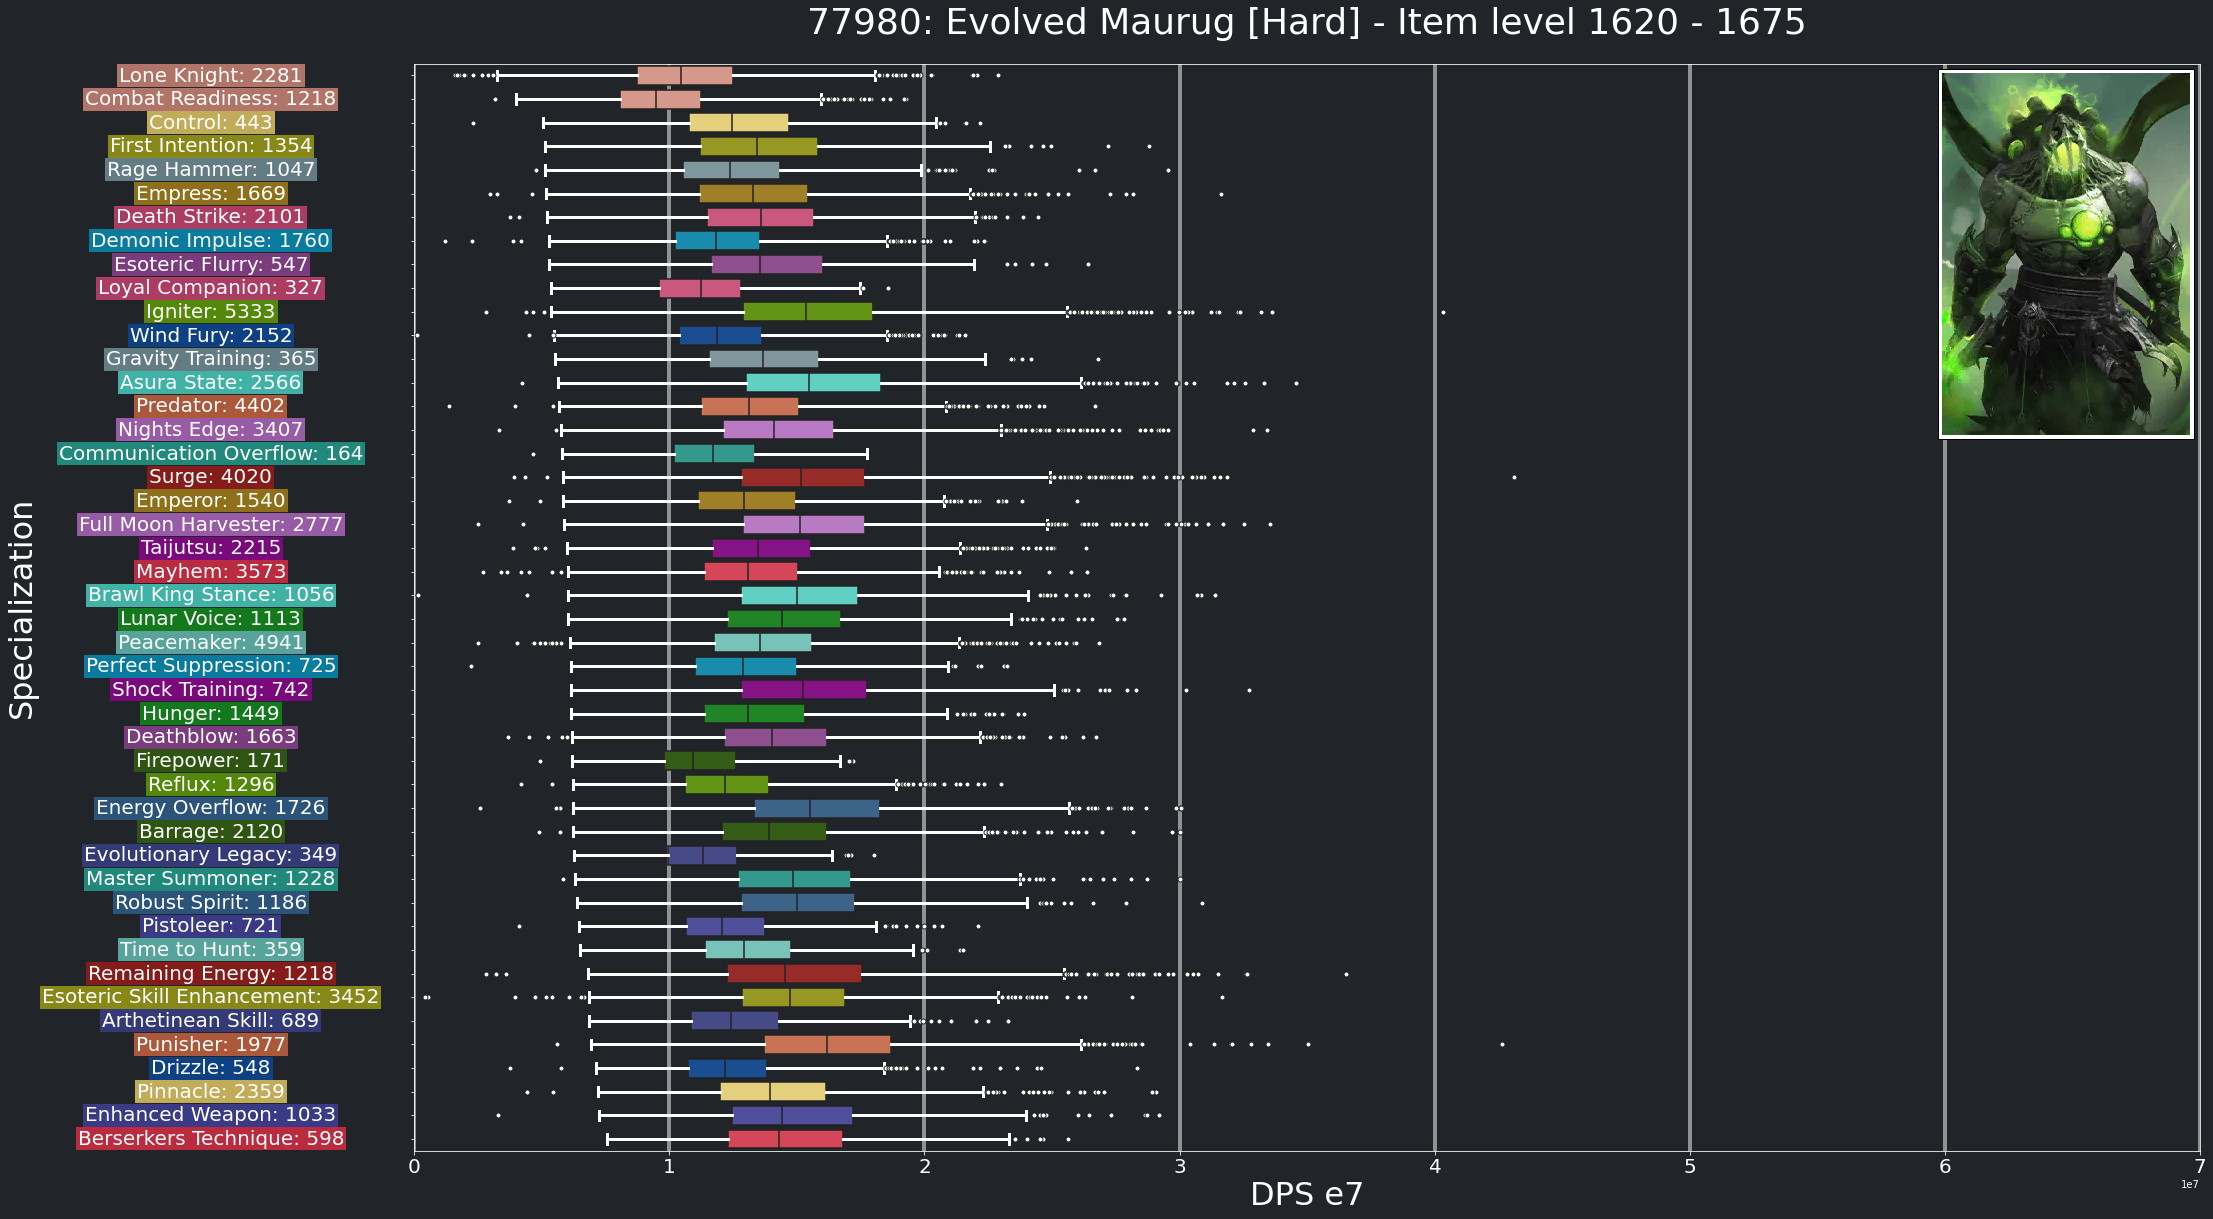 77980: Evolved Maurug [Hard] - Item level 1620 - 1675
Specialization
Lone Knight: 2281
Combat Readiness: 1218
Control: 443
First Intention: 1354
Rage Hammer: 1047
Empress: 1669
Death Strike: 2101
Demonic Impulse: 1760
Esoteric Flurry: 547
Loyal Companion: 327
Igniter: 5333
Wind Fury: 2152
Gravity Training: 365
Asura State: 2566
Predator: 4402
Nights Edge: 3407
Communication Overflow: 164
Surge: 4020
Emperor: 1540
Full Moon Harvester: 2777
Taijutsu: 2215
Mayhem: 3573
Brawl King Stance: 1056
Lunar Voice: 1113
Peacemaker: 4941
Perfect Suppression: 725
Shock Training: 742
Hunger: 1449
Deathblow: 1663
Firepower: 171
Reflux: 1296
Energy Overflow: 1726
Barrage: 2120
Evolutionary Legacy: 349
Master Summoner: 1228
Robust Spirit: 1186
Pistoleer: 721
Time to Hunt: 359
Remaining Energy: 1218
Esoteric Skill Enhancement: 3452
Arthetinean Skill: 689
Punisher: 1977
Drizzle: 548
Pinnacle: 2359
Enhanced Weapon: 1033
Berserkers Technique: 598
0 1 2 3 4 5 6 7
1e7
DPS e7